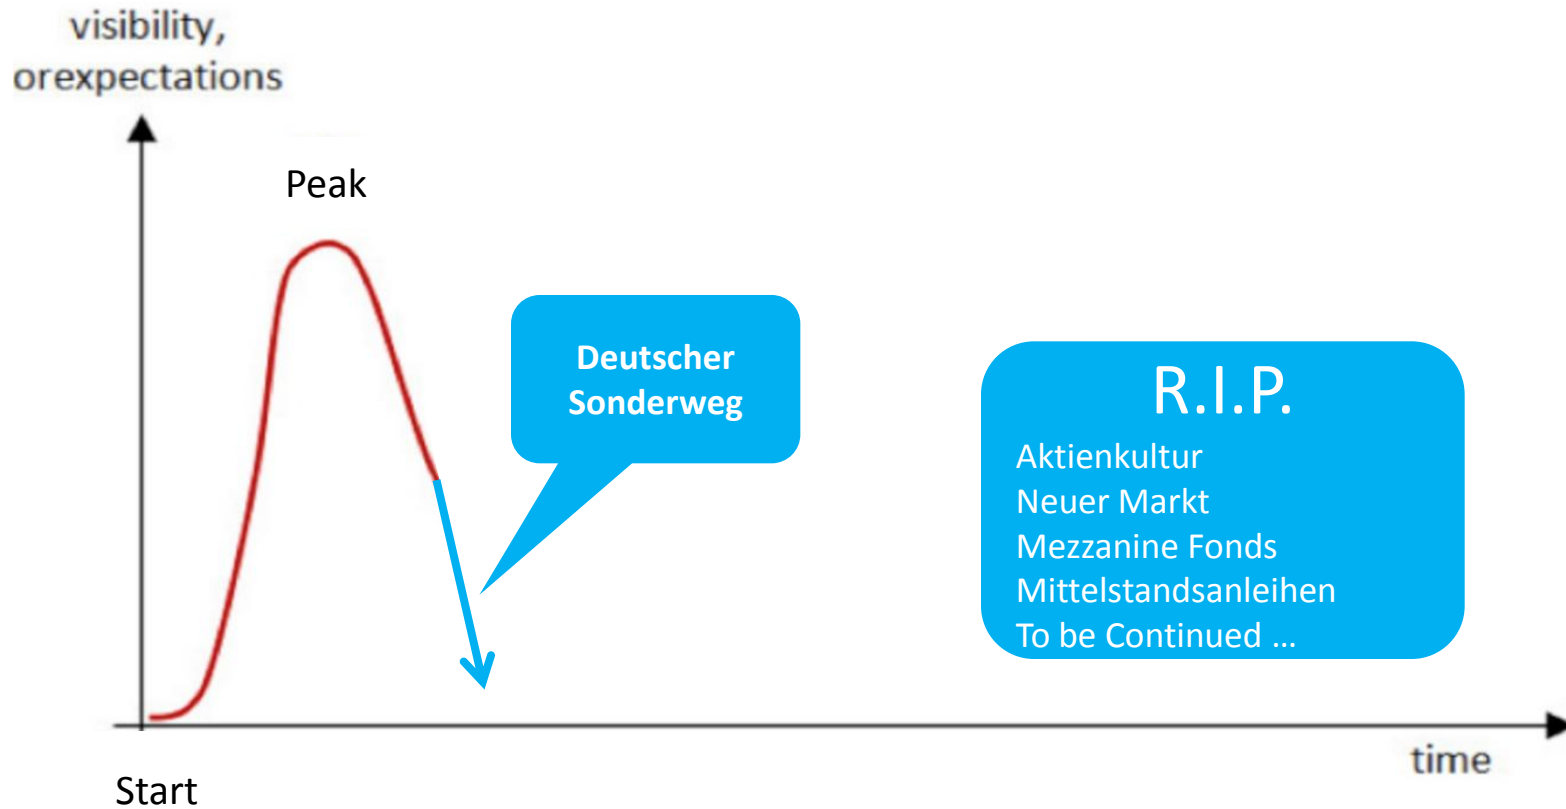 visibility,
orexpectations
Peak
Deutscher
Sonderweg
R.I.P.
Aktienkultur
Neuer Markt
Mezzanine Fonds
Mittelstandsanleihen
To be Continued ...
time
Start